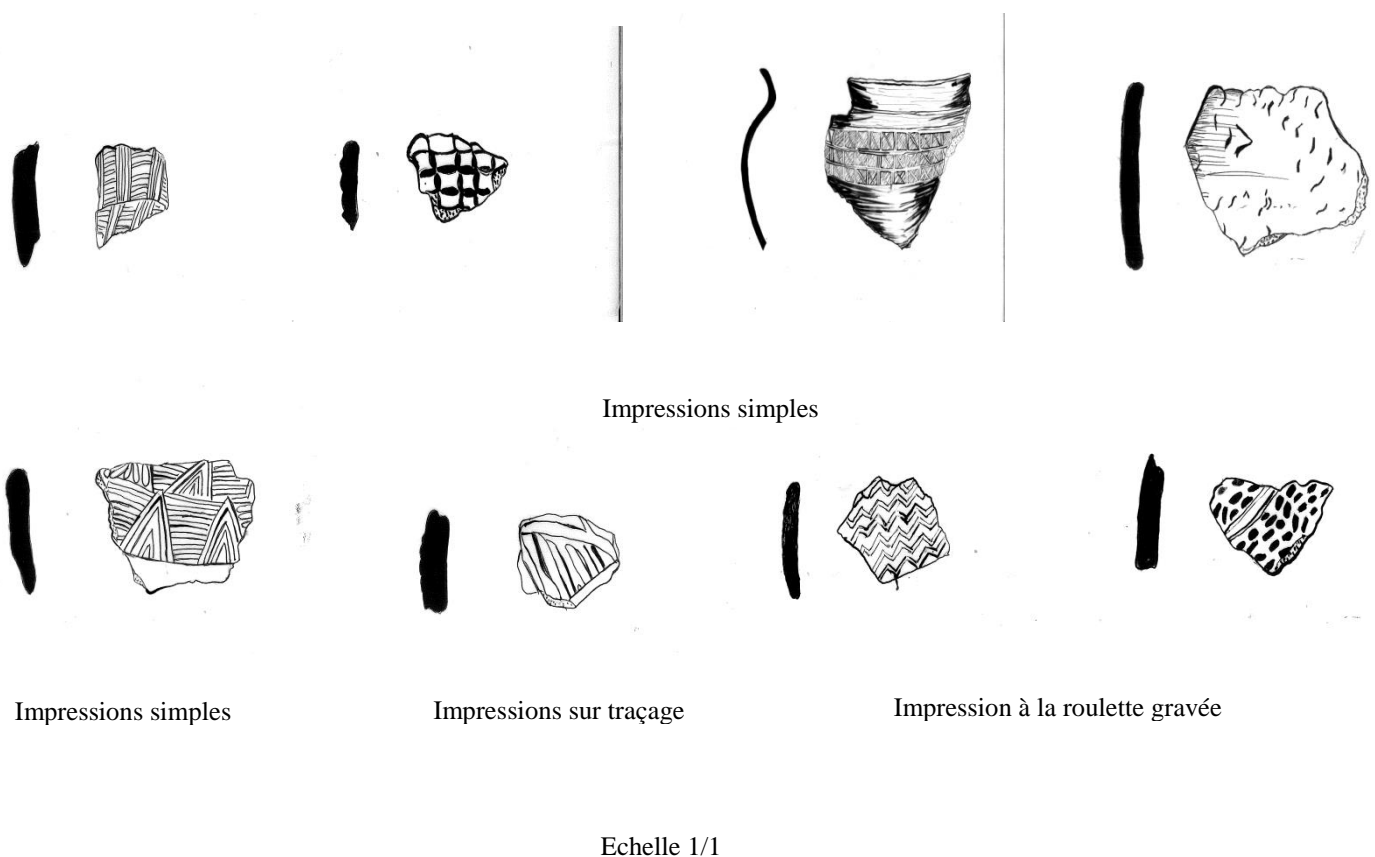 Impressions simples
Impressions simples
Impressions sur traçage
Impression à la roulette gravée
Echelle 1/1